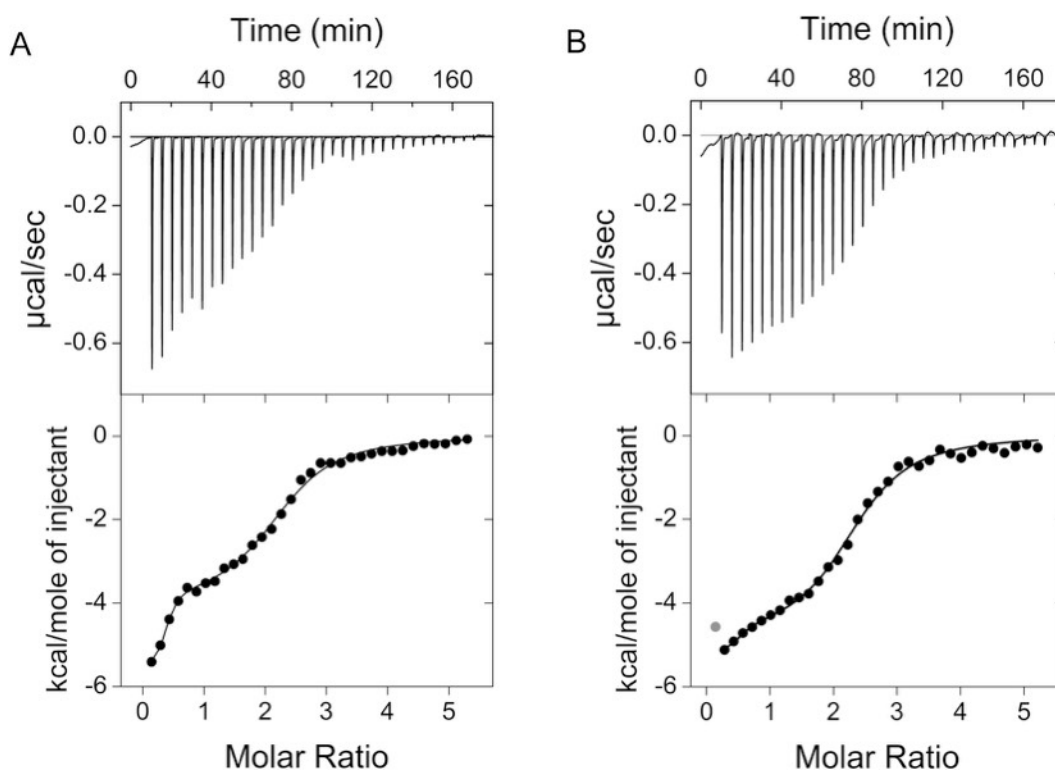 A
Time (min)
0 40 80 120 160
0.0
-0.2
-0.4
-0.6
µcal/sec
0
-2
-4
-6
kcal/mole of injectant
0 1 2 3 4 5
Molar Ratio
B
Time (min)
0 40 80 120 160
0.0
-0.2
-0.4
-0.6
µcal/sec
0
-2
-4
-6
kcal/mole of injectant
0 1 2 3 4 5
Molar Ratio